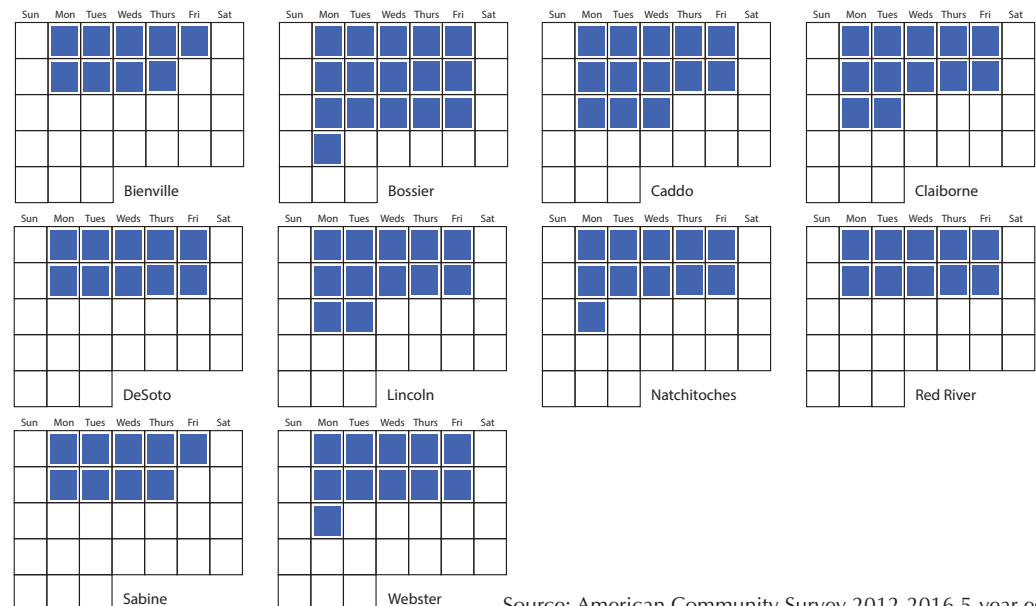 Sun Mon Tues Weds Thurs Fri Sat
Sun Mon Tues Weds Thurs Fri Sat
Sun Mon Tues Weds Thurs Fri Sat
Sun Mon Tues Weds Thurs Fri Sat
Bienville
Bossier
Caddo
Claiborne
Sun Mon Tues Weds Thurs Fri Sat
Sun Mon Tues Weds Thurs Fri Sat
Sun Mon Tues Weds Thurs Fri Sat
Sun Mon Tues Weds Thurs Fri Sat
DeSoto
Lincoln
Natchitoches
Red River
Sun Mon Tues Weds Thurs Fri Sat
Sun Mon Tues Weds Thurs Fri Sat
Sabine
Webster
Source: American Community Survey 2012-2016 5-year e